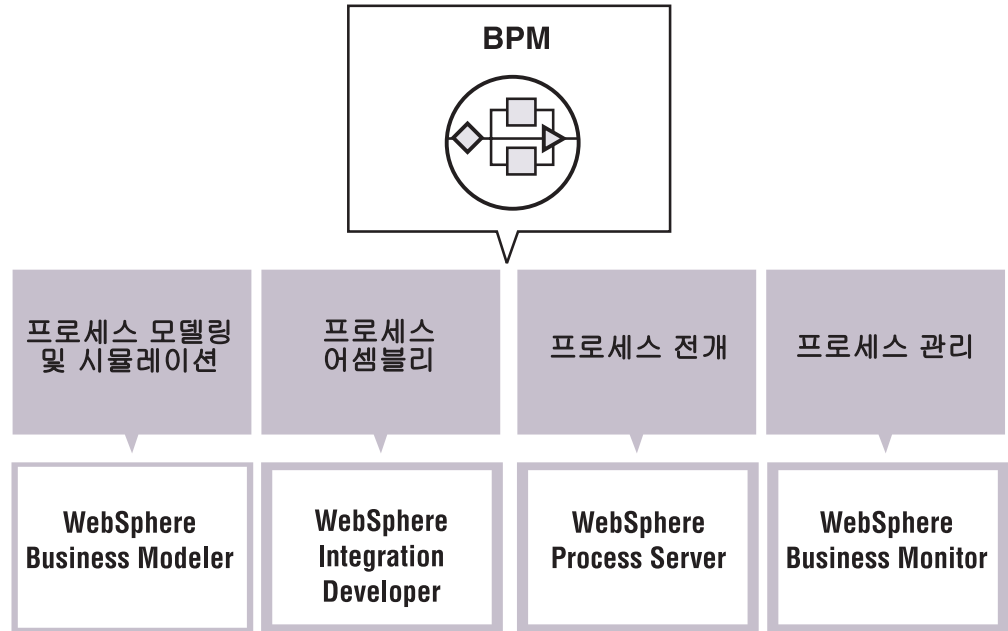 BPM
프로세스 모델링
및 시뮬레이션
프로세스
어셈블리
프로세스 전개
프로세스 관리
WebSphere
Business Modeler
WebSphere
Integration
Developer
WebSphere
Process Server
WebSphere
Business Monitor